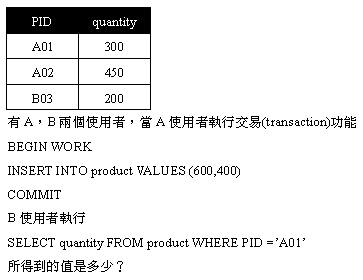 PID quantity
A01 300
A02 450
B03 200
有 A，B 兩個使用者，當 A 使用者執行交易(transaction)功能
BEGIN WORK
INSERT INTO product VALUES (600,400)
COMMIT
B 使用者執行
SELECT quantity FROM product WHERE PID =’A01’
所得到的值是多少？